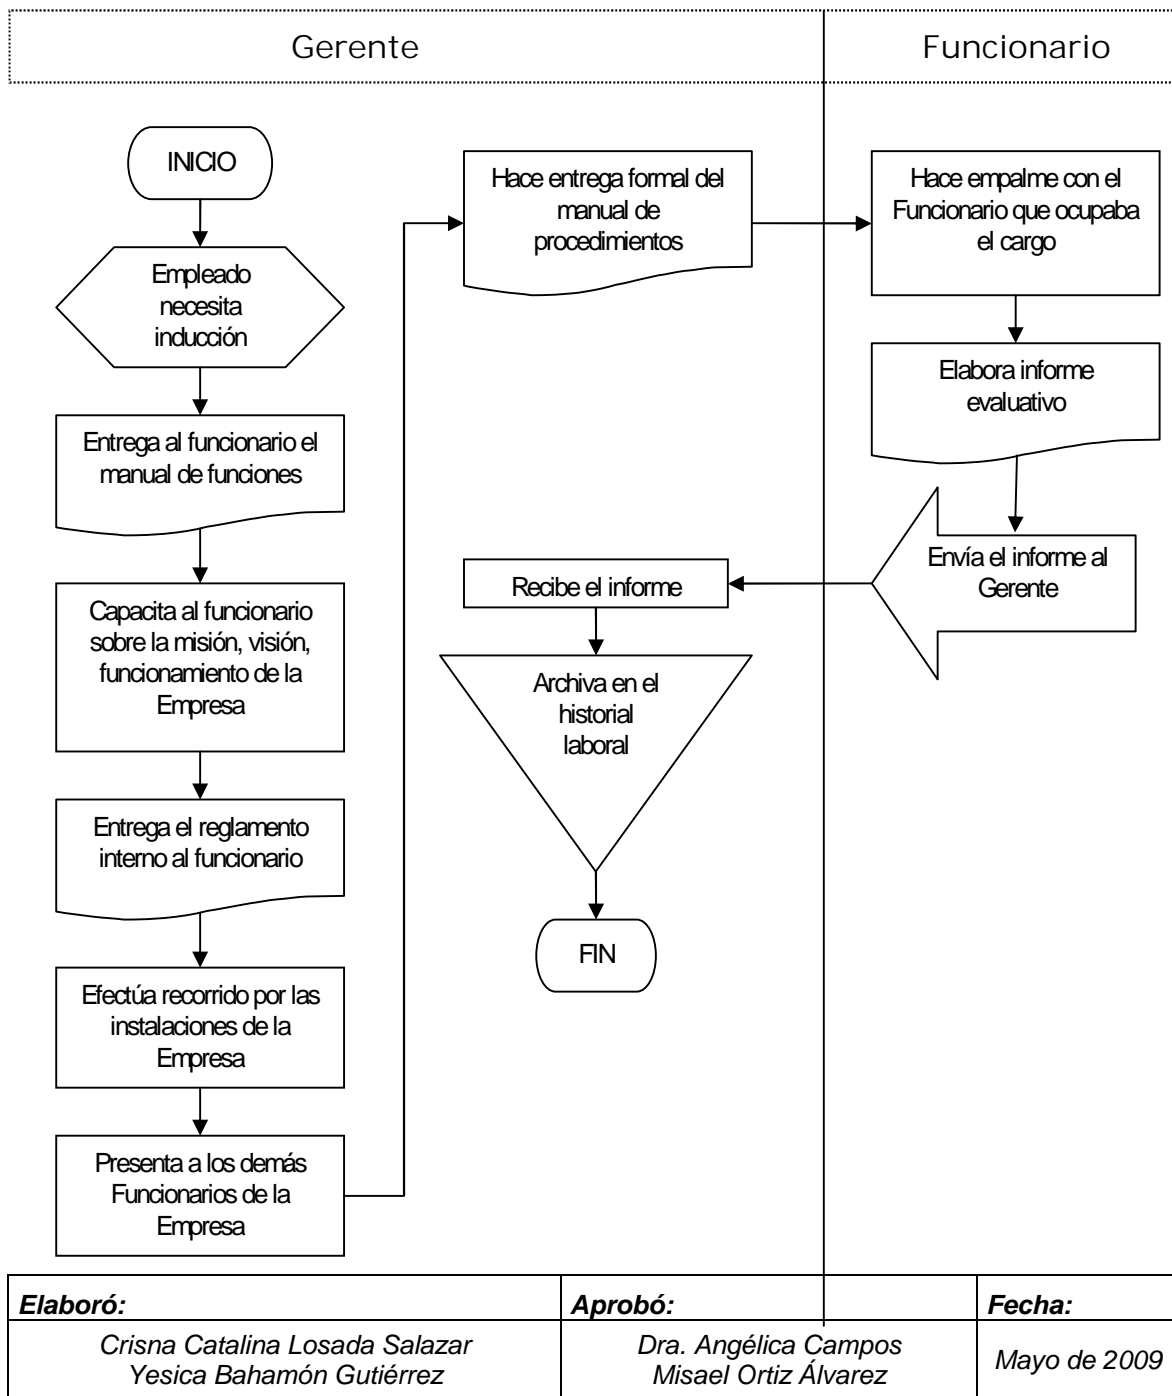 Gerente
Funcionario
INICIO
Empleado
necesita
inducción
Entrega al funcionario el
manual de funciones
Capacita al funcionario
sobre la misión, visión,
funcionamiento de la
Empresa
Entrega el reglamento
interno al funcionario
Efectúa recorrido por las
instalaciones de la
Empresa
Presenta a los demás
Funcionarios de la
Empresa
Hace entrega formal del
manual de
procedimientos
Hace empalme con el
Funcionario que ocupaba
el cargo
Elabora informe
evaluativo
Envía el informe al
Gerente
Recibe el informe
Archiva en el
historial
laboral
FIN
Elaboró:
Aprobó:
Fecha:
Crisna Catalina Losada Salazar
Yesica Bahamón Gutiérrez
Dra. Angélica Campos
Misael Ortiz Álvarez
Mayo de 2009